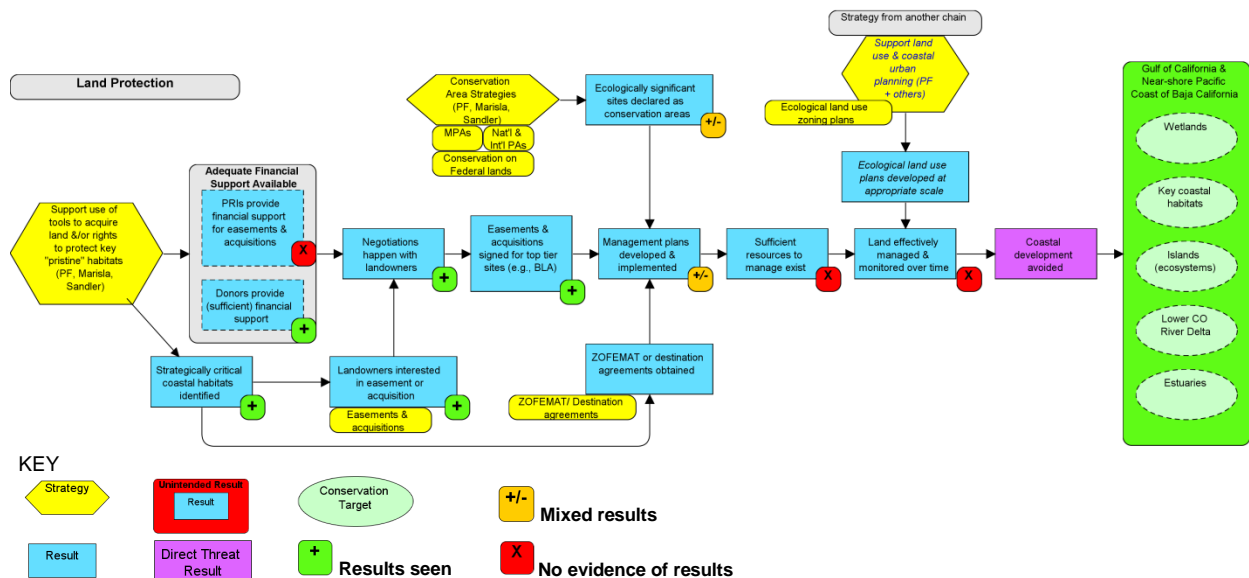 Land Protection
Support use of
tools to acquire
land &/or rights
to protect key
"pristine" habitats
(PF, Marisla,
Sandler)
Adequate Financial
Support Available
PRIs provide
financial support
for easements &
acquisitions
X
Donors provide
(sufficient) financial
support
+
Strategically critical
coastal habitats
identified
+
Negotiations
happen with
landowners
+
Landowners interested
in easement or
acquisition
+
Easements &
acquisitions
Conservation
Area Strategies
(PF, Marisla,
Sandler)
MPAs
Nat'l &
Int'l PAs
Conservation on
Federal lands
Ecologically significant
sites declared as
conservation areas
+/-
Easements &
acquisitions
signed for top tier
sites (e.g., BLA)
+
Management plans
developed &
implemented
+/-
ZOFEMAT or destination
agreements obtained
ZOFEMAT/ Destination
agreements
Sufficient
resources to
manage exist
X
Strategy from another chain
Support land
use & coastal
urban
planning (PF
+ others)
Ecological land use
zoning plans
Ecological land use
plans developed at
appropriate scale
Land effectively
managed &
monitored over time
X
Coastal
development
avoided
Gulf of California &
Near-shore Pacific
Coast of Baja California
Wetlands
Key coastal
habitats
Islands
(ecosystems)
Lower CO
River Delta
Estuaries
KEY
Strategy
Unintended Result
Result
Conservation
Target
+/-
Mixed results
Result
Direct Threat
Result
+
Results seen
X
No evidence of results